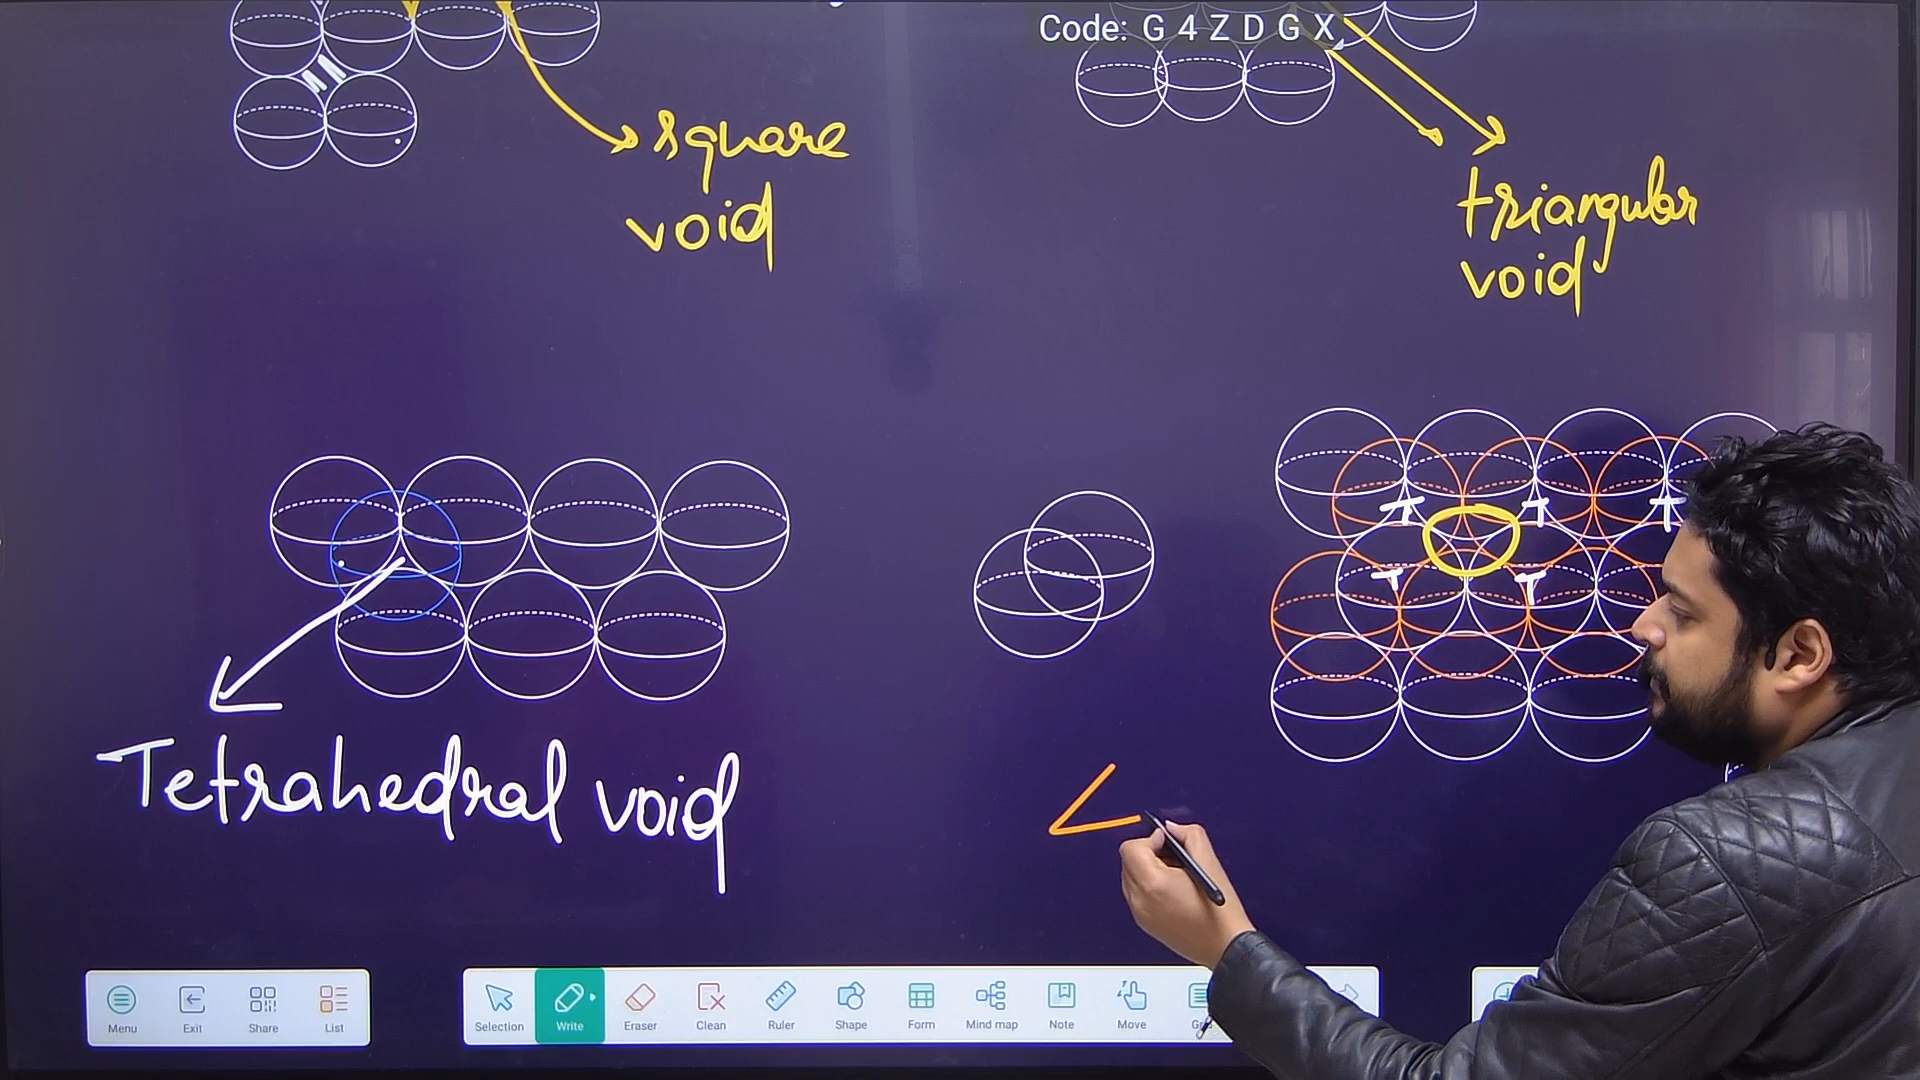 Code: G 4 Z D G X
square
void
triangular
void
T T T
T T
Tetrahedral void
Menu Exit Share List
Selection Write Eraser Clean Ruler Shape Form Mind map Note Move